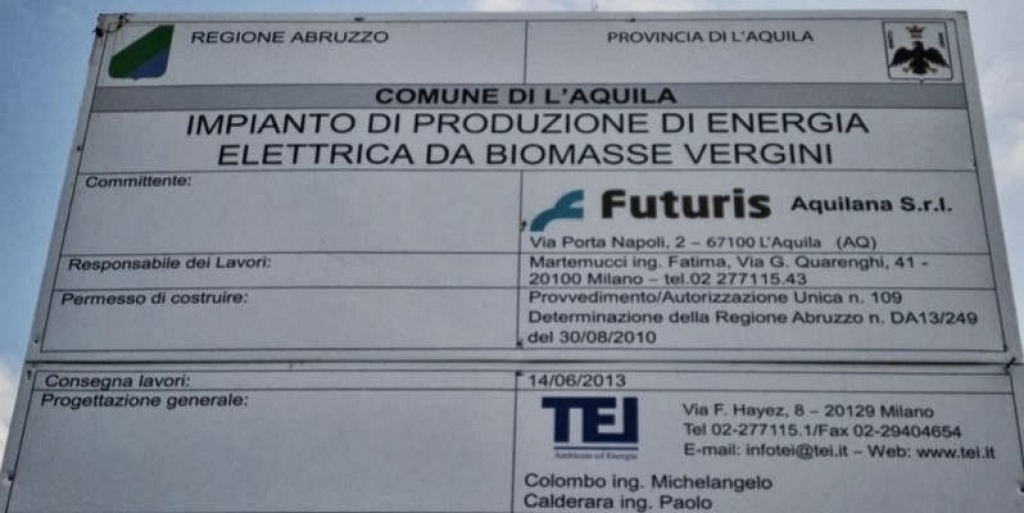 REGIONE ABRUZZO
PROVINCIA DI L'AQUILA
COMUNE DI L'AQUILA
IMPIANTO DI PRODUZIONE DI ENERGIA
ELETTRICA DA BIOMASSE VERGINI
Committente:
Futuris Aquilana S.r.l.
Via Porta Napoli, 2 – 67100 L'Aquila (AQ)
Responsabile dei Lavori:
Martemucci ing. Fatima, Via G. Quarenghi, 41 -
20100 Milano – tel.02 277115.43
Permesso di costruire:
Provvedimento/Autorizzazione Unica n. 109
Determinazione della Regione Abruzzo n. DA13/249
del 30/08/2010
Consegna lavori:
14/06/2013
Progettazione generale:
TEI
Ambiente ed Energia
Via F. Hayez, 8 – 20129 Milano
Tel 02-277115.1/Fax 02-29404654
E-mail: infotei@tei.it – Web: www.tei.it
Colombo ing. Michelangelo
Calderara ing. Paolo